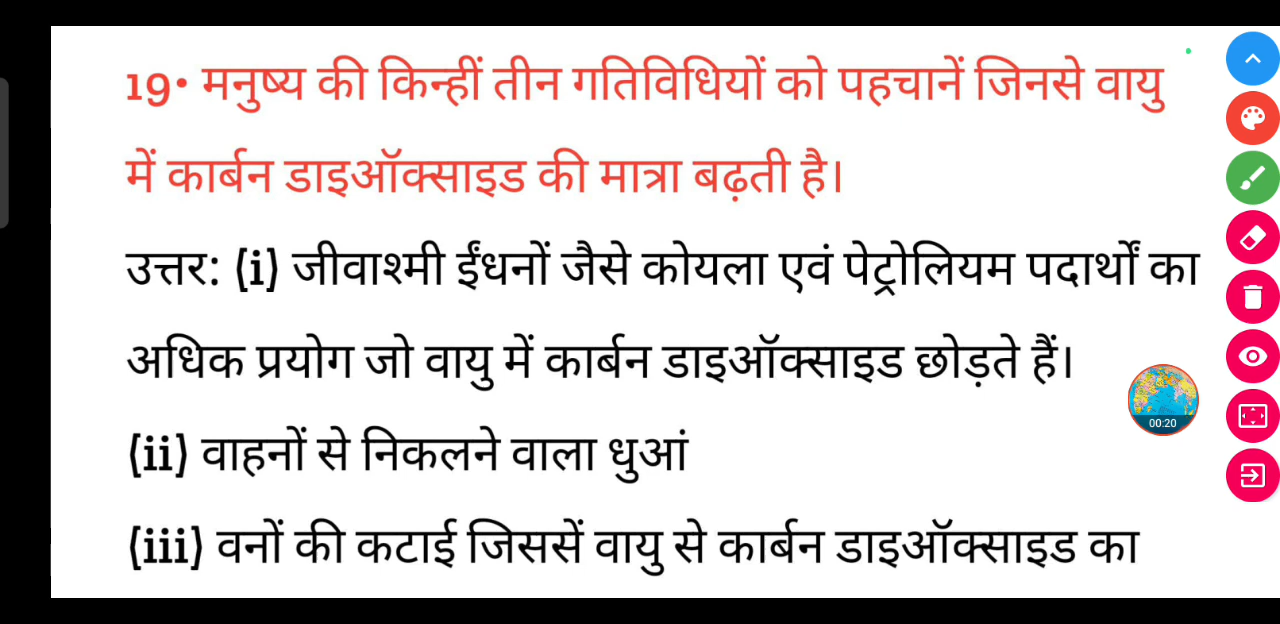 19• मनुष्य की किन्हीं तीन गतिविधियों को पहचानें जिनसे वायु
में कार्बन डाइऑक्साइड की मात्रा बढ़ती है।
उत्तर: (i) जीवाश्मी ईंधनों जैसे कोयला एवं पेट्रोलियम पदार्थों का
अधिक प्रयोग जो वायु में कार्बन डाइऑक्साइड छोड़ते हैं।
00:20
(ii) वाहनों से निकलने वाला धुआं
(iii) वनों की कटाई जिससें वायु से कार्बन डाइऑक्साइड का